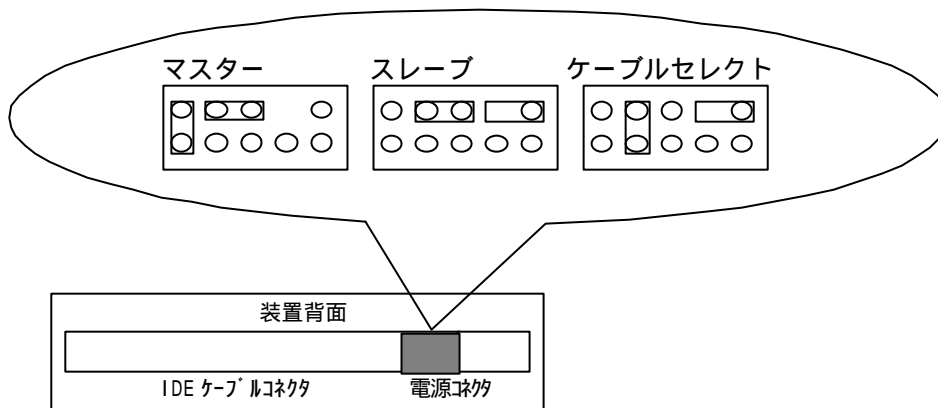 マスター
スレーブ
ケーブルセレクト
装置背面
IDE ケーブルコネクタ
電源コネクタ